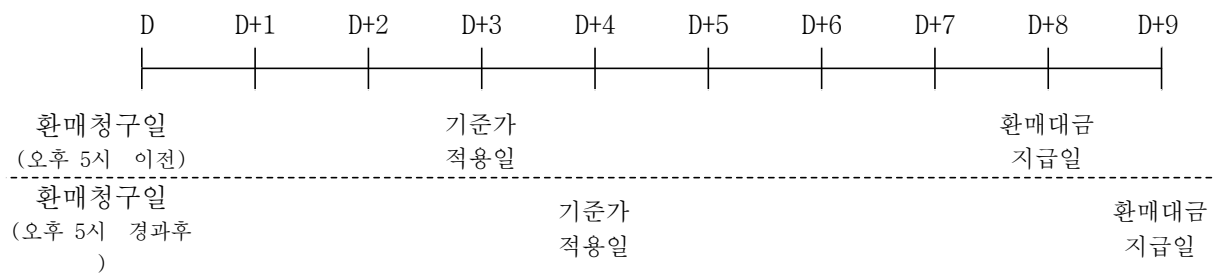 D D+1 D+2 D+3 D+4 D+5 D+6 D+7 D+8 D+9
환매청구일 기준가 환매대금
(오후 5시 이전) 적용일 지급일
환매청구일 기준가 환매대금
(오후 5시 경과후 적용일 지급일
)